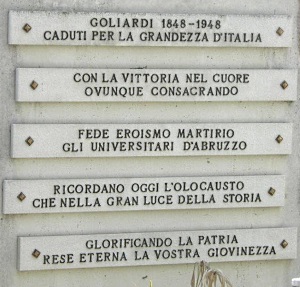 GOLIARDI 1848-1948
CADUTI PER LA GRANDEZZA D'ITALIA
CON LA VITTORIA NEL CUORE
OVUNQUE CONSACRANDO
FEDE EROISMO MARTIRIO
GLI UNIVERSITARI D'ABRUZZO
RICORDANO OGGI L'OLOCAUSTO
CHE NELLA GRAN LUCE DELLA STORIA
GLORIFICANDO LA PATRIA
RESE ETERNA LA VOSTRA GIOVINEZZA